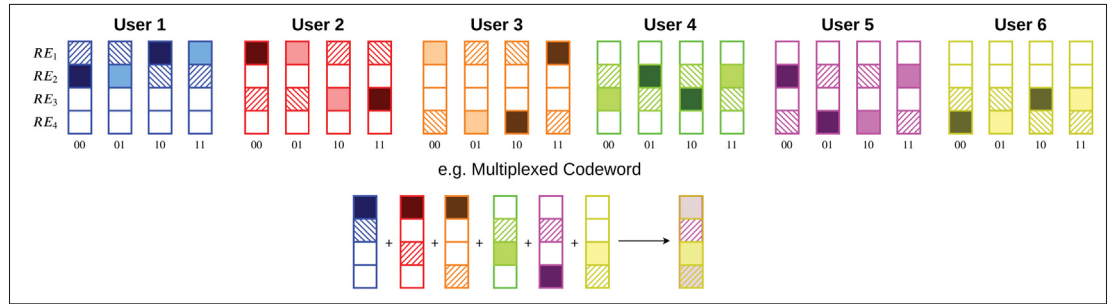 User 1 User 2 User 3 User 4 User 5 User 6
RE₁
RE₂
RE₃
RE₄
00 01 10 11 00 01 10 11 00 01 10 11 00 01 10 11 00 01 10 11 00 01 10 11
e.g. Multiplexed Codeword
+ + + + +